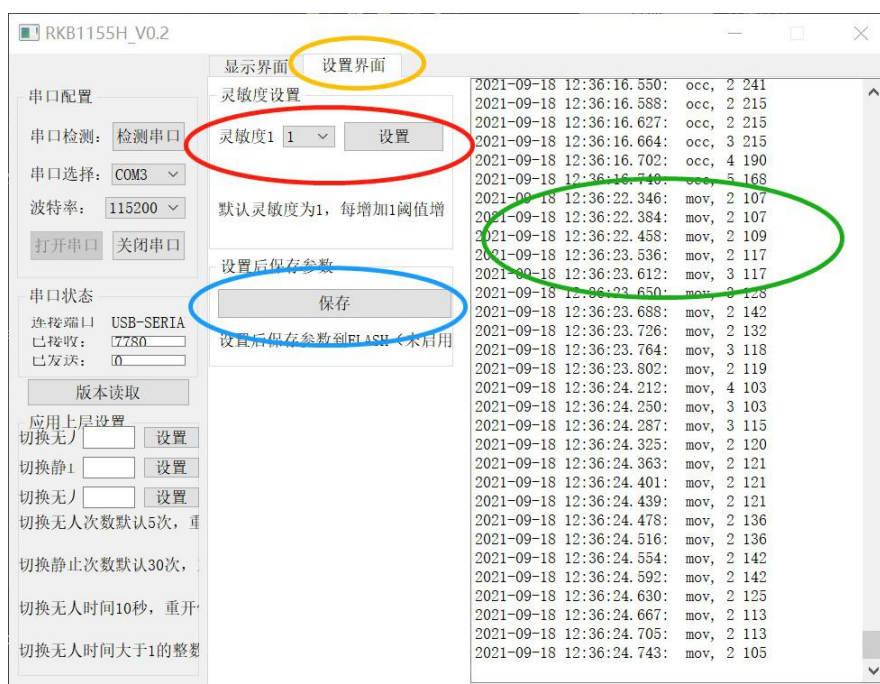 RKB1155H_V0.2
显示界面
设置界面
串口配置
串口检测:
检测串口
串口选择:
COM3
波特率:
115200
打开串口
关闭串口
串口状态
连接端口
USB-SERIA
已接收:
7780
已发送:
0
版本读取
应用上层设置
切换无人
设置
切换静止
设置
切换无人
设置
切换无人次数默认5次,重
切换静止次数默认30次,
切换无人时间10秒,重开
切换无人时间大于1的整数
灵敏度设置
灵敏度1
1
设置
默认灵敏度为1,每增加1阈值增
设置后保存参数
保存
设置后保存参数到FLASH(未启用
2021-09-18 12:36:16.550: occ, 2 241
2021-09-18 12:36:16.588: occ, 2 215
2021-09-18 12:36:16.627: occ, 2 215
2021-09-18 12:36:16.664: occ, 3 215
2021-09-18 12:36:16.702: occ, 4 190
2021-09-18 12:36:16.740: occ, 5 168
2021-09-18 12:36:22.346: mov, 2 107
2021-09-18 12:36:22.384: mov, 2 107
2021-09-18 12:36:22.458: mov, 2 109
2021-09-18 12:36:23.536: mov, 2 117
2021-09-18 12:36:23.612: mov, 3 117
2021-09-18 12:36:23.650: mov, 3 128
2021-09-18 12:36:23.688: mov, 2 142
2021-09-18 12:36:23.726: mov, 2 132
2021-09-18 12:36:23.764: mov, 3 118
2021-09-18 12:36:23.802: mov, 2 119
2021-09-18 12:36:24.212: mov, 4 103
2021-09-18 12:36:24.250: mov, 3 103
2021-09-18 12:36:24.287: mov, 3 115
2021-09-18 12:36:24.325: mov, 2 120
2021-09-18 12:36:24.363: mov, 2 121
2021-09-18 12:36:24.401: mov, 2 121
2021-09-18 12:36:24.439: mov, 2 121
2021-09-18 12:36:24.478: mov, 2 136
2021-09-18 12:36:24.516: mov, 2 136
2021-09-18 12:36:24.554: mov, 2 142
2021-09-18 12:36:24.592: mov, 2 142
2021-09-18 12:36:24.630: mov, 2 125
2021-09-18 12:36:24.667: mov, 2 113
2021-09-18 12:36:24.705: mov, 2 113
2021-09-18 12:36:24.743: mov, 2 105